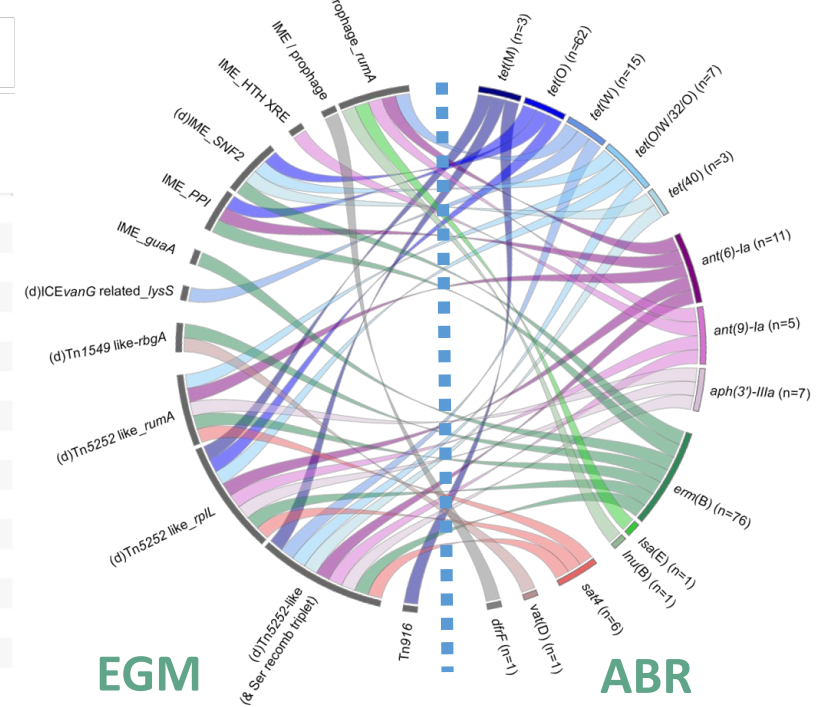 prophage_rumA
IME / prophage
IME_HTH XRE
(d)IME_SNF2
IME_PPI
IME_guaA
(d)ICEvanG related_lysS
(d)Tn1549 like-rbgA
(d)Tn5252 like_rumA
(d)Tn5252 like_rplL
(d)Tn5252-like
(& Ser recomb triplet)
Tn916
tet(M) (n=3)
tet(O) (n=62)
tet(W) (n=15)
tet(O/W/32/O) (n=7)
tet(40) (n=3)
ant(6)-Ia (n=11)
ant(9)-Ia (n=5)
aph(3')-IIIa (n=7)
erm(B) (n=76)
lsa(E) (n=1)
lnu(B) (n=1)
sat4 (n=6)
vat(D) (n=1)
dfrF (n=1)
EGM
ABR